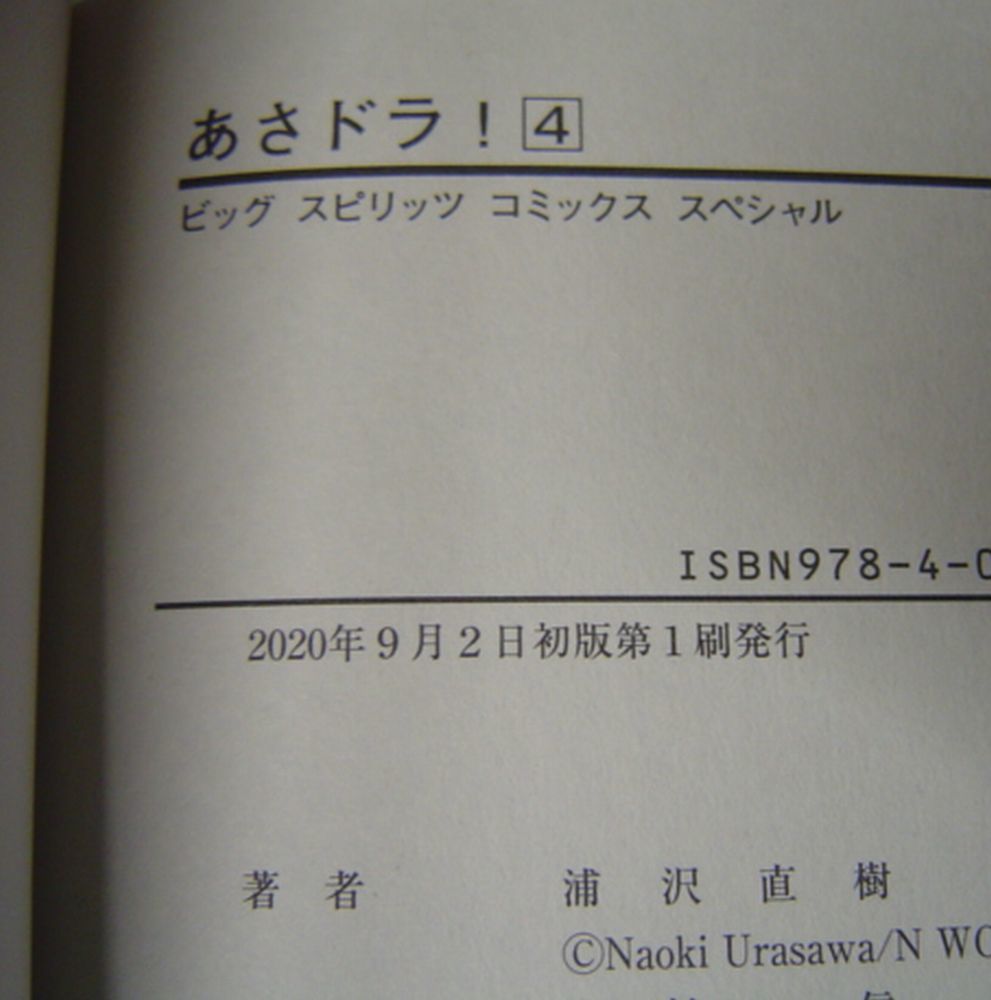 あさドラ！4
ビッグ スピリッツ コミックス スペシャル
ISBN978-4-
2020年9月2日初版第1刷発行
著者 浦沢直樹
©Naoki Urasawa/N